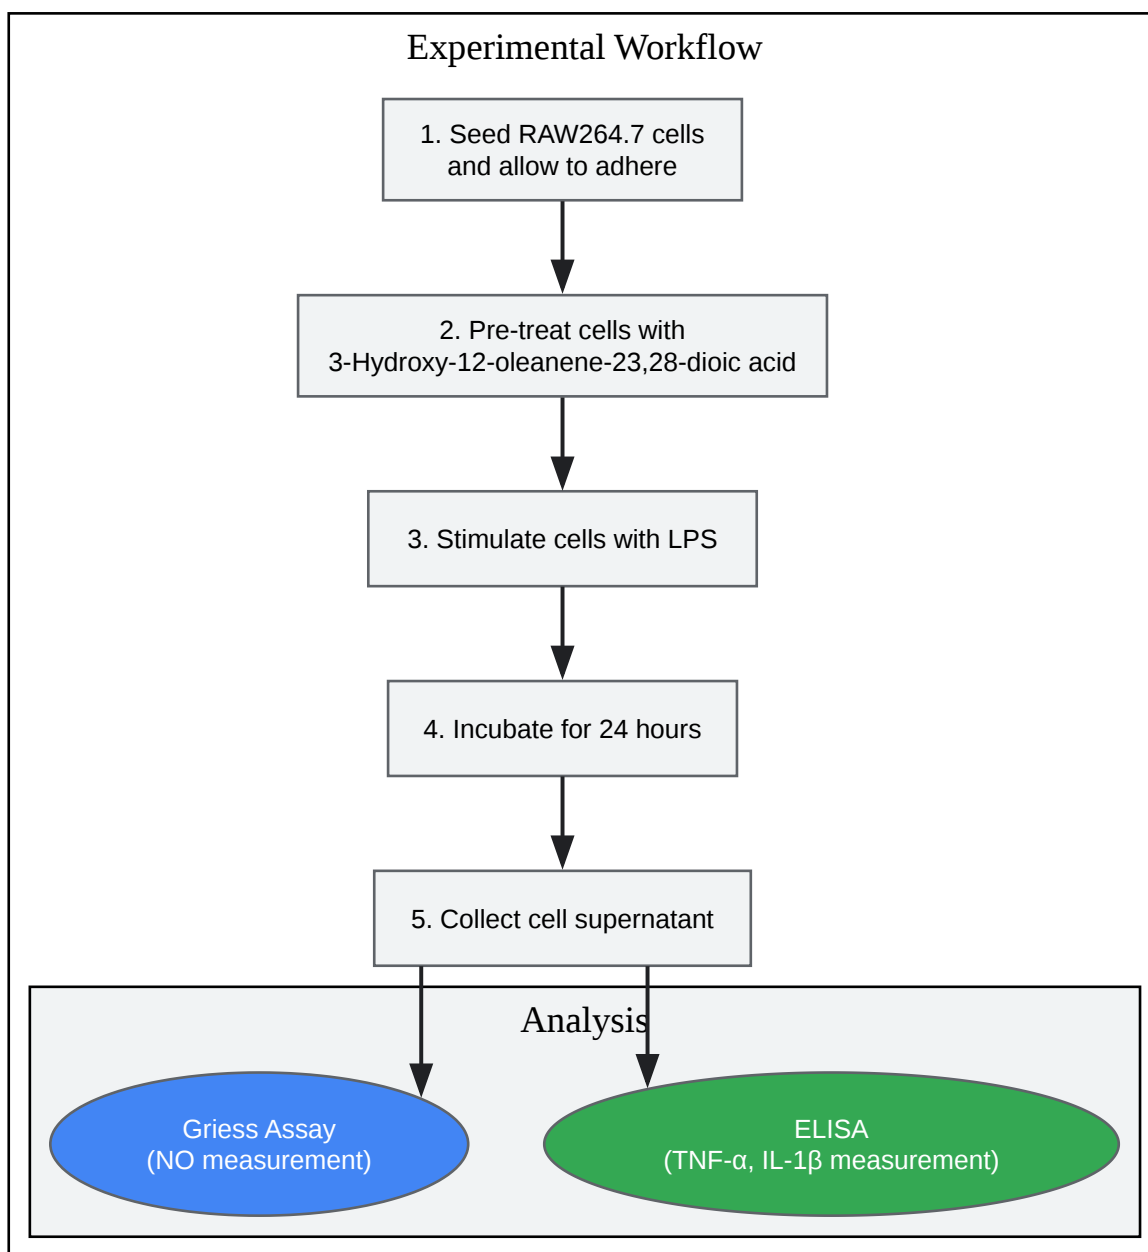 Experimental Workflow
1. Seed RAW264.7 cells
and allow to adhere
2. Pre-treat cells with
3-Hydroxy-12-oleanene-23,28-dioic acid
3. Stimulate cells with LPS
4. Incubate for 24 hours
5. Collect cell supernatant
Analysis
Griess Assay
(NO measurement)
ELISA
(TNF-α, IL-1β measurement)